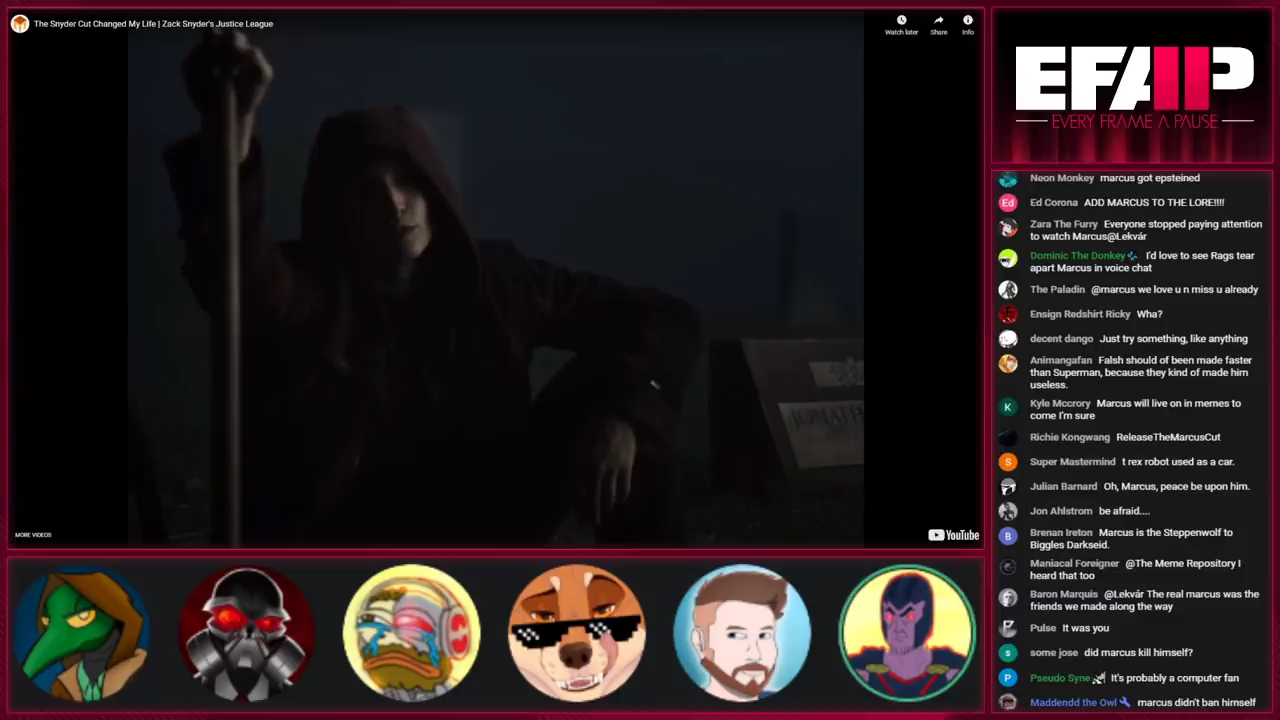 The Snyder Cut Changed My Life | Zack Snyder's Justice League
Watch later
Share
Info
MORE VIDEOS
YouTube
EFAP
EVERY FRAME A PAUSE
Neon Monkey marcus got epsteined
Ed Corona ADD MARCUS TO THE LORE!!!!
Zara The Furry Everyone stopped paying attention
to watch Marcus@Lekvár
Dominic The Donkey I'd love to see Rags tear
apart Marcus in voice chat
The Paladin @marcus we love u n miss u already
Ensign Redshirt Ricky Wha?
decent dango Just try something, like anything
Animangafan Falsh should of been made faster
than Superman, because they kind of made him
useless.
K
Kyle Mccrory Marcus will live on in memes to
come I'm sure
Richie Kongwang ReleaseTheMarcusCut
S
Super Mastermind t rex robot used as a car.
Julian Barnard Oh, Marcus, peace be upon him.
Jon Ahlstrom be afraid....
B
Brenan Ireton Marcus is the Steppenwolf to
Biggles Darkseid.
Maniacal Foreigner @The Meme Repository I
heard that too
Baron Marquis @Lekvár The real marcus was the
friends we made along the way
Pulse It was you
s
some jose did marcus kill himself?
P
Pseudo Syne It's probably a computer fan
Maddendd the Owl marcus didn't ban himself